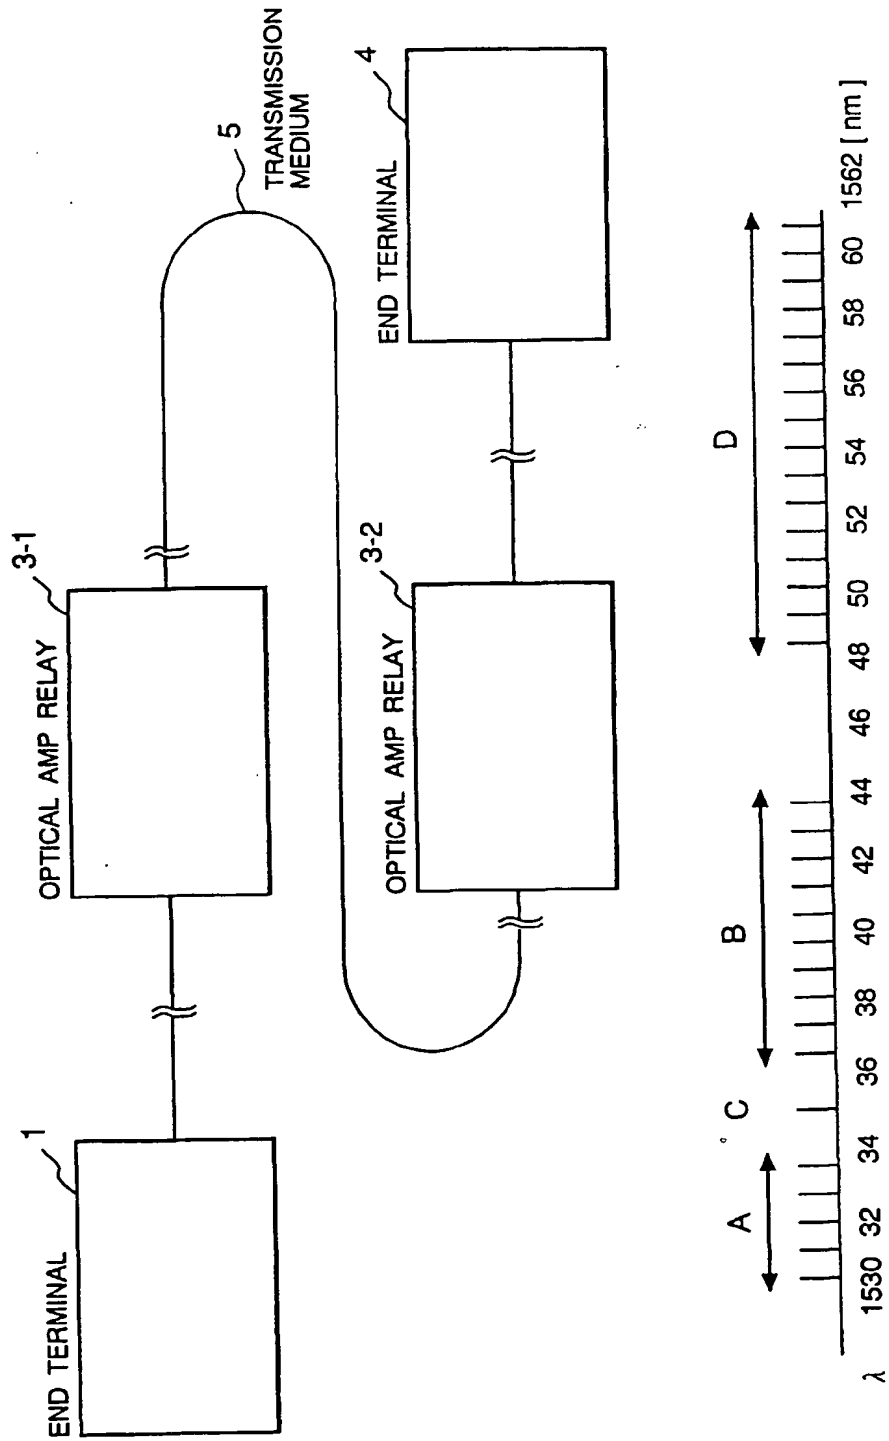 END TERMINAL
1
OPTICAL AMP RELAY
3-1
5
TRANSMISSION
MEDIUM
OPTICAL AMP RELAY
3-2
END TERMINAL
4
A
C
B
D
λ
1530 32 34 36 38 40 42 44 46 48 50 52 54 56 58 60 1562 [ nm ]